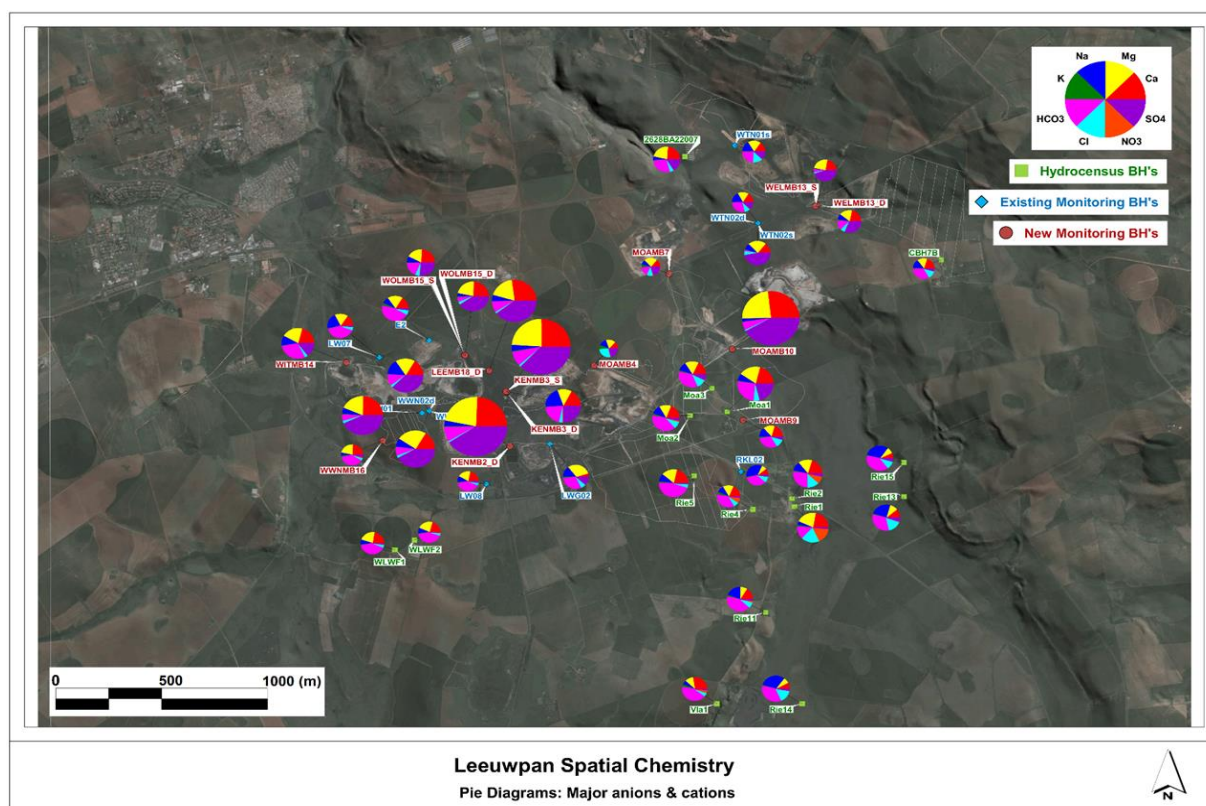 Na
Mg
K
Ca
HCO3
SO4
Cl
NO3
Hydrocensus BH's
Existing Monitoring BH's
New Monitoring BH's
2628BA22007
WTN01s
WELMB13_S
WELMB13_D
WTN02d
WTN02s
MOAMB7
CBH7B
WOLMB15_D
WOLMB15_S
E2
LW07
WITMB14
LEEMB18_D
MOAMB4
MOAMB10
KENMB3_S
Moa3
WWN02d
Moa1
KENMB3_D
Moa2
MOAMB9
WWNMB16
KENMB2_D
RKL02
Rie15
LW08
LWG02
Rie5
Rie2
Rie13
Rie4
Rie1
WLWF2
WLWF1
Rie11
Vla1
Rie14
0 500 1000 (m)
Leeuwpan Spatial Chemistry
Pie Diagrams: Major anions & cations
N